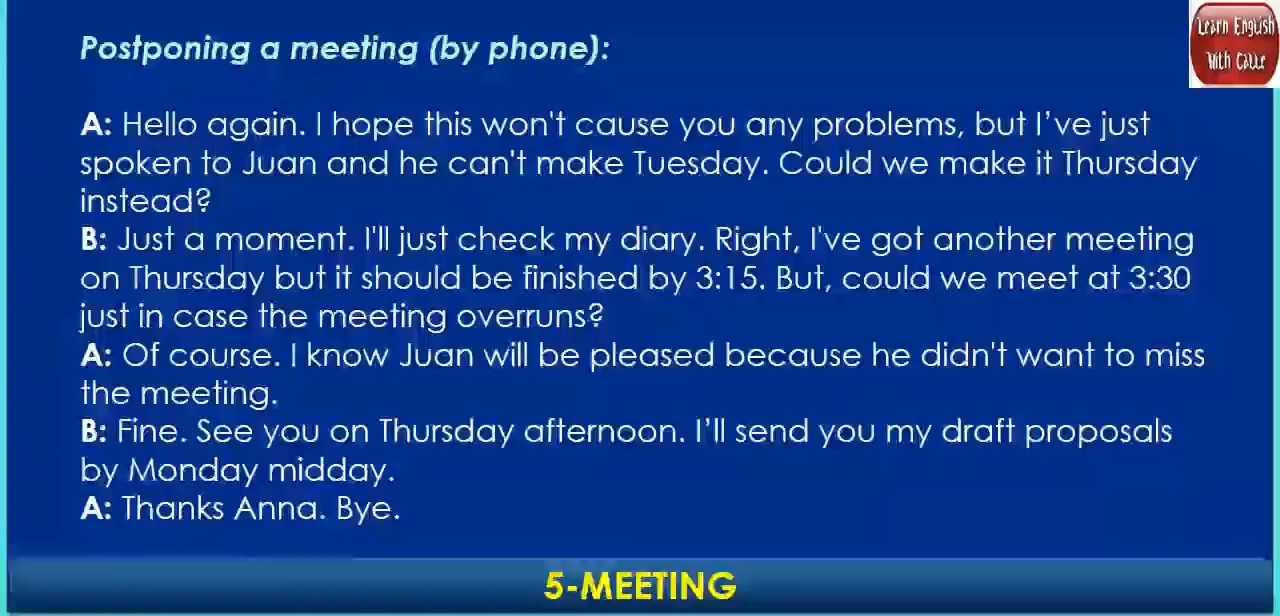 Postponing a meeting (by phone):
Learn English
With Calls
A: Hello again. I hope this won't cause you any problems, but I’ve just
spoken to Juan and he can't make Tuesday. Could we make it Thursday
instead?
B: Just a moment. I'll just check my diary. Right, I've got another meeting
on Thursday but it should be finished by 3:15. But, could we meet at 3:30
just in case the meeting overruns?
A: Of course. I know Juan will be pleased because he didn't want to miss
the meeting.
B: Fine. See you on Thursday afternoon. I’ll send you my draft proposals
by Monday midday.
A: Thanks Anna. Bye.
5-MEETING